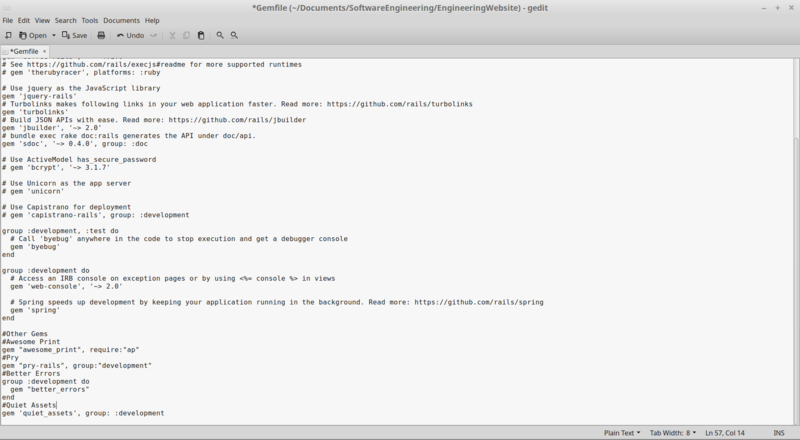 *Gemfile (~/Documents/SoftwareEngineering/EngineeringWebsite) - gedit
File Edit View Search Tools Documents Help
Open Save Undo
*Gemfile
# See https://github.com/rails/execjs#readme for more supported runtimes
# gem 'therubyracer', platforms: :ruby
# Use jquery as the JavaScript library
gem 'jquery-rails'
# Turbolinks makes following links in your web application faster. Read more: https://github.com/rails/turbolinks
gem 'turbolinks'
# Build JSON APIs with ease. Read more: https://github.com/rails/jbuilder
gem 'jbuilder', '~> 2.0'
# bundle exec rake doc:rails generates the API under doc/api.
gem 'sdoc', '~> 0.4.0', group: :doc
# Use ActiveModel has_secure_password
# gem 'bcrypt', '~> 3.1.7'
# Use Unicorn as the app server
# gem 'unicorn'
# Use Capistrano for deployment
# gem 'capistrano-rails', group: :development
group :development, :test do
  # Call 'byebug' anywhere in the code to stop execution and get a debugger console
  gem 'byebug'
end
group :development do
  # Access an IRB console on exception pages or by using <%= console %> in views
  gem 'web-console', '~> 2.0'
  # Spring speeds up development by keeping your application running in the background. Read more: https://github.com/rails/spring
  gem 'spring'
end
#Other Gems
#Awesome Print
gem "awesome_print", require:"ap"
#Pry
gem "pry-rails", group:"development"
#Better Errors
group :development do
  gem "better_errors"
end
#Quiet Assets
gem 'quiet_assets', group: :development
Plain Text Tab Width: 8 Ln 57, Col 14 INS